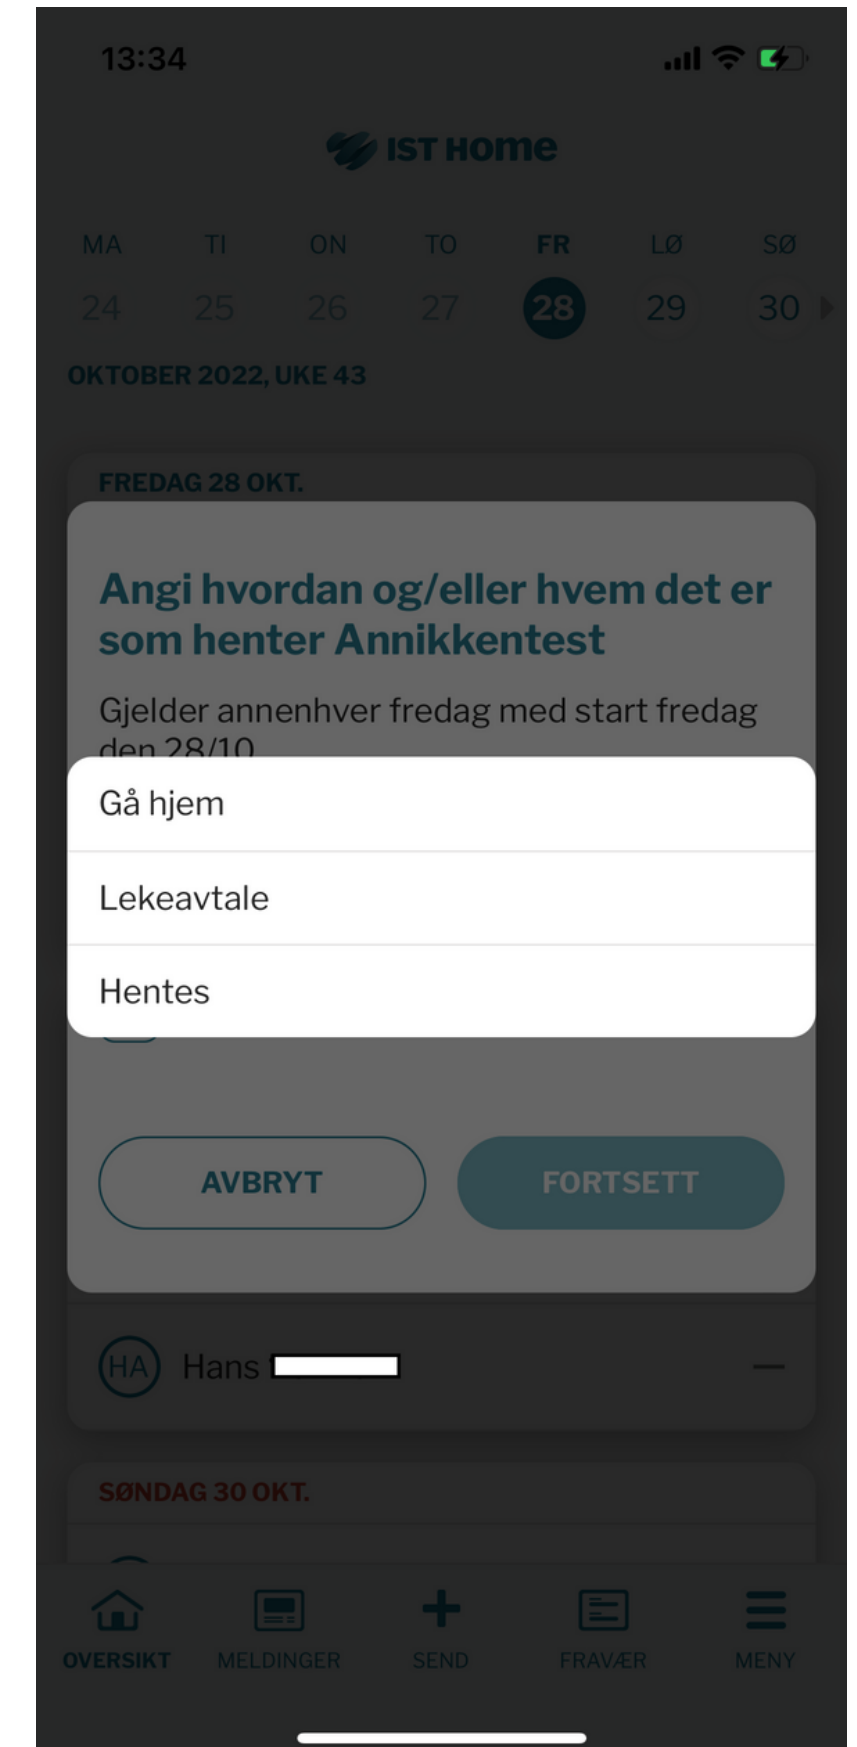 13:34
IST HOME
MA TI ON TO FR LØ SØ
24 25 26 27 28 29 30
OKTOBER 2022, UKE 43
FREDAG 28 OKT.
Angi hvordan og/eller hvem det er
som henter Annikkentest
Gjelder annenhver fredag med start fredag
den 28/10
Gå hjem
Lekeavtale
Hentes
AVBRYT FORTSETT
HA Hans
SØNDAG 30 OKT.
OVERSIKT MELDINGER SEND FRAVÆR MENY